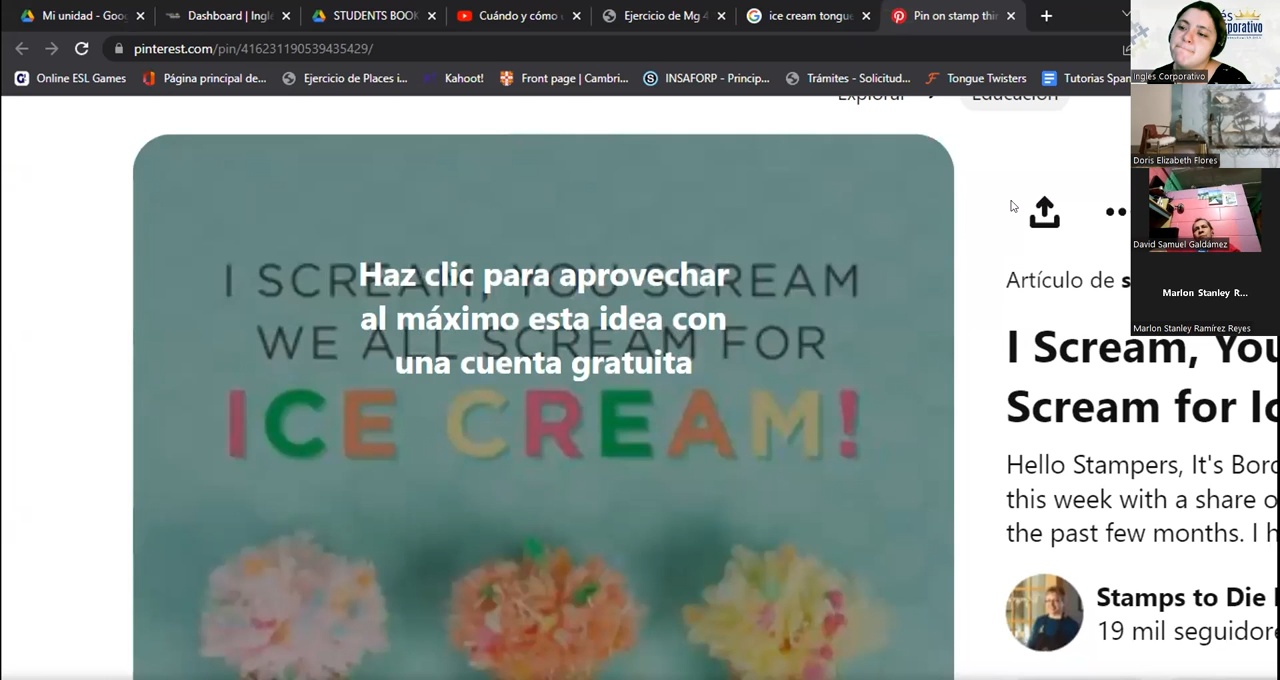 Mi unidad - Goo
Dashboard | Ingl
STUDENTS BOOK
Cuándo y cómo
Ejercicio de Mg 4
ice cream tongue
Pin on stamp thi
pinterest.com/pin/416231190539435429/
Online ESL Games
Página principal de...
Ejercicio de Places i...
Kahoot!
Front page | Cambri...
INSAFORP - Princip...
Trámites - Solicitud...
Tongue Twisters
Tutorias Span
Explorar
Educación
I SCREAM, YOU SCREAM
WE ALL SCREAM FOR
ICE CREAM!
Haz clic para aprovechar
al máximo esta idea con
una cuenta gratuita
Artículo de s
I Scream, You
Scream for Ic
Hello Stampers, It's Bor
this week with a share o
the past few months. I h
Stamps to Die
19 mil seguidore
Inglés Corporativo
Doris Elizabeth Flores
David Samuel Galdámez
Marlon Stanley R...
Marlon Stanley Ramírez Reyes